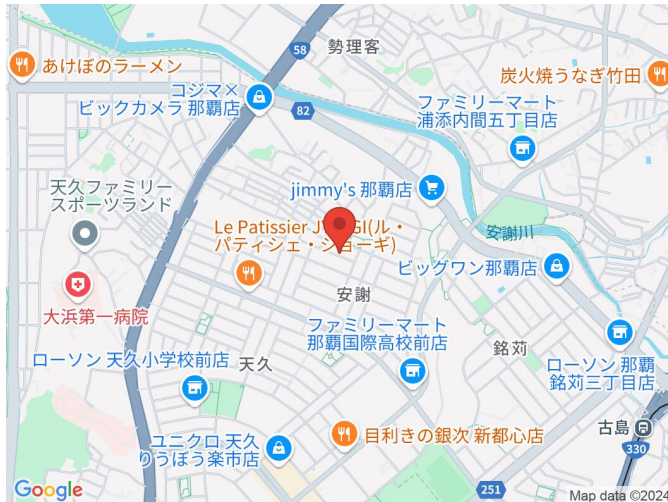 58
勢理客
あけぼのラーメン
炭火焼うなぎ竹田
コジマ×
ビックカメラ 那覇店
82
ファミリーマート
浦添内間五丁目店
天久ファミリー
スポーツランド
jimmy's 那覇店
Le Patissier J
GI(ル・
パティシェ・ジョーギ)
安謝川
ビッグワン那覇店
大浜第一病院
安謝
ファミリーマート
那覇国際高校前店
銘苅
ローソン 那覇
銘苅三丁目店
ローソン 天久小学校前店
天久
古島
330
ユニクロ 天久
りうぼう楽市店
目利きの銀次 新都心店
251
Google
Map data ©2024